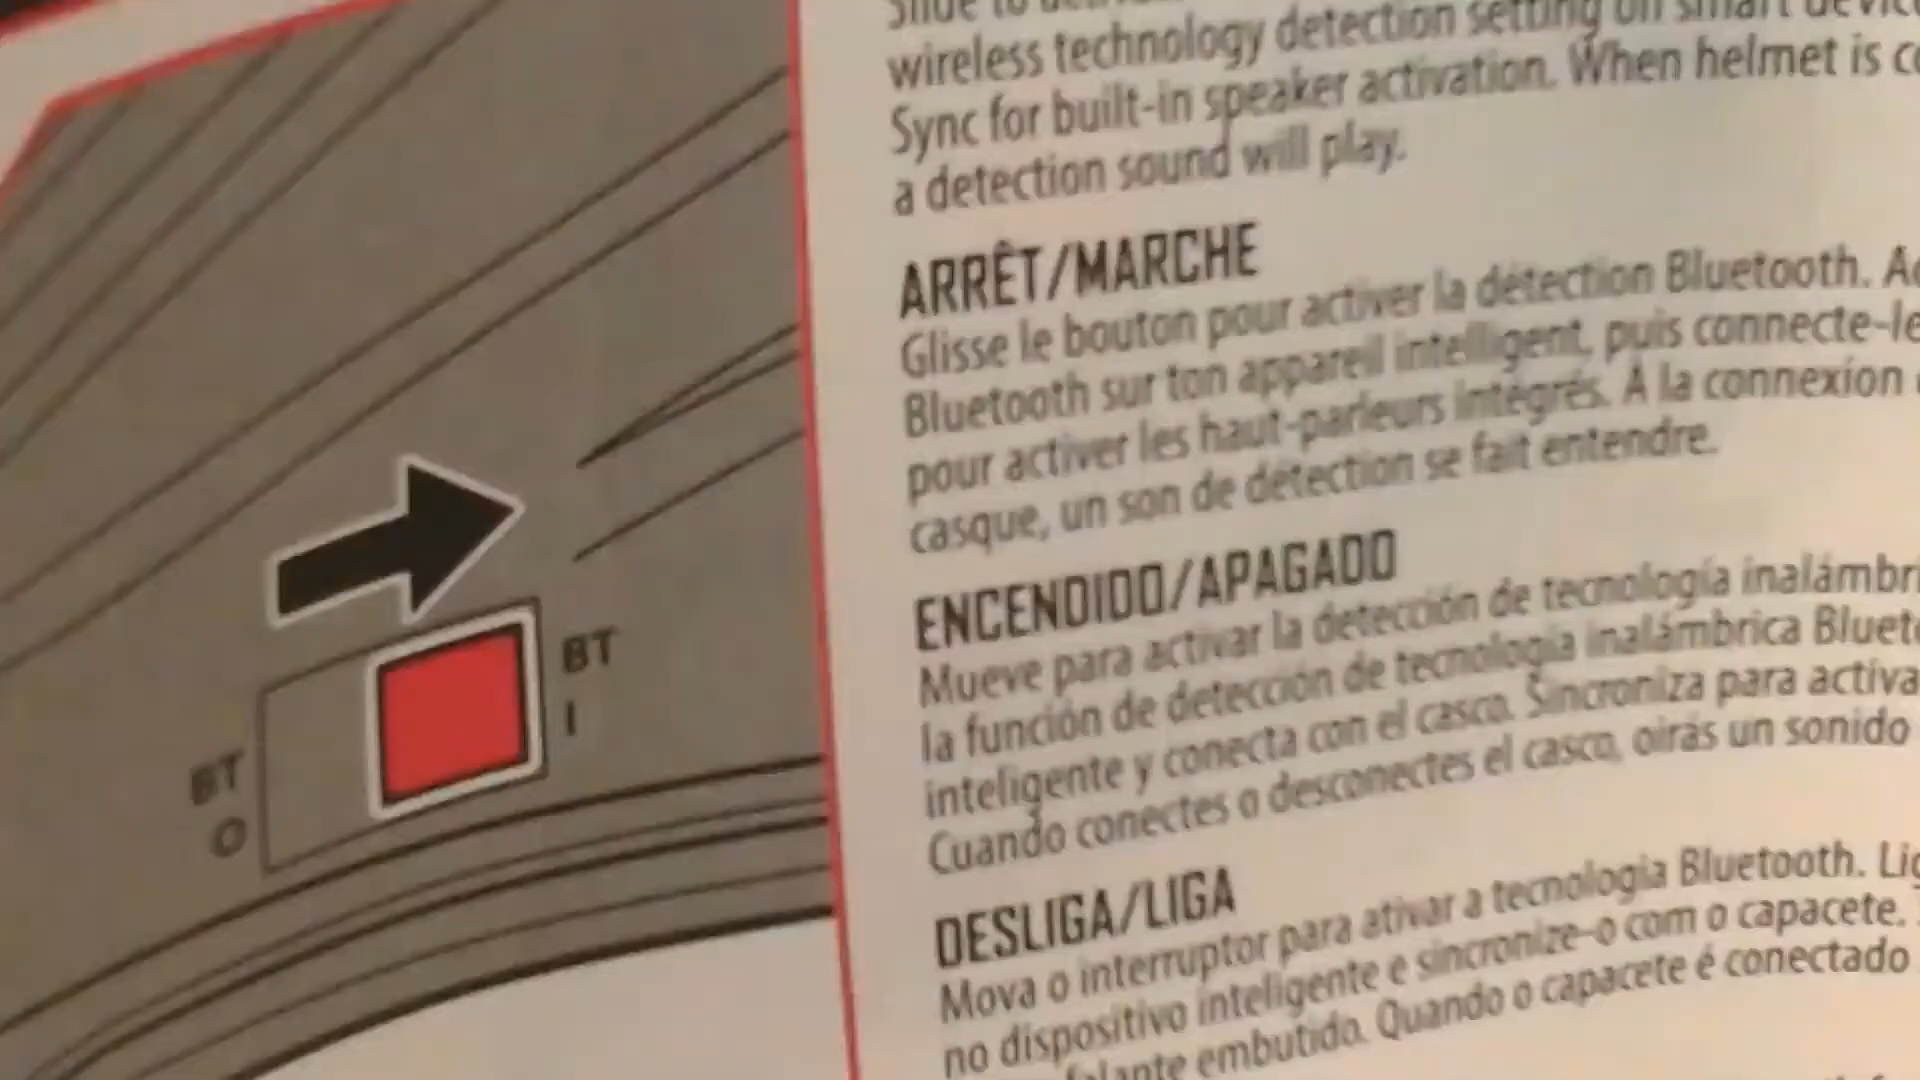 BT
I
BT
O
Slide to
wireless technology detection setting on smart
Sync for built-in speaker activation. When helmet is
a detection sound will play.
ARRÊT/MARCHE
Glisse le bouton pour activer la détection Bluetooth.
Bluetooth sur ton appareil intelligent, puis connecte-le
pour activer les haut-parleurs intégrés. À la connexion
casque, un son de détection se fait entendre.
ENCENDIDO/APAGADO
Mueve para activar la detección de tecnología
la función de detección de tecnología inalámbrica
inteligente y conecta con el casco. Sincroniza para
Cuando conectes o desconectes el casco, oirás un sonido
DESLIGA/LIGA
Mova o interruptor para ativar a tecnologia Bluetooth.
no dispositivo inteligente e sincronize-o com o capacete.
falante embutido. Quando o capacete é conectado